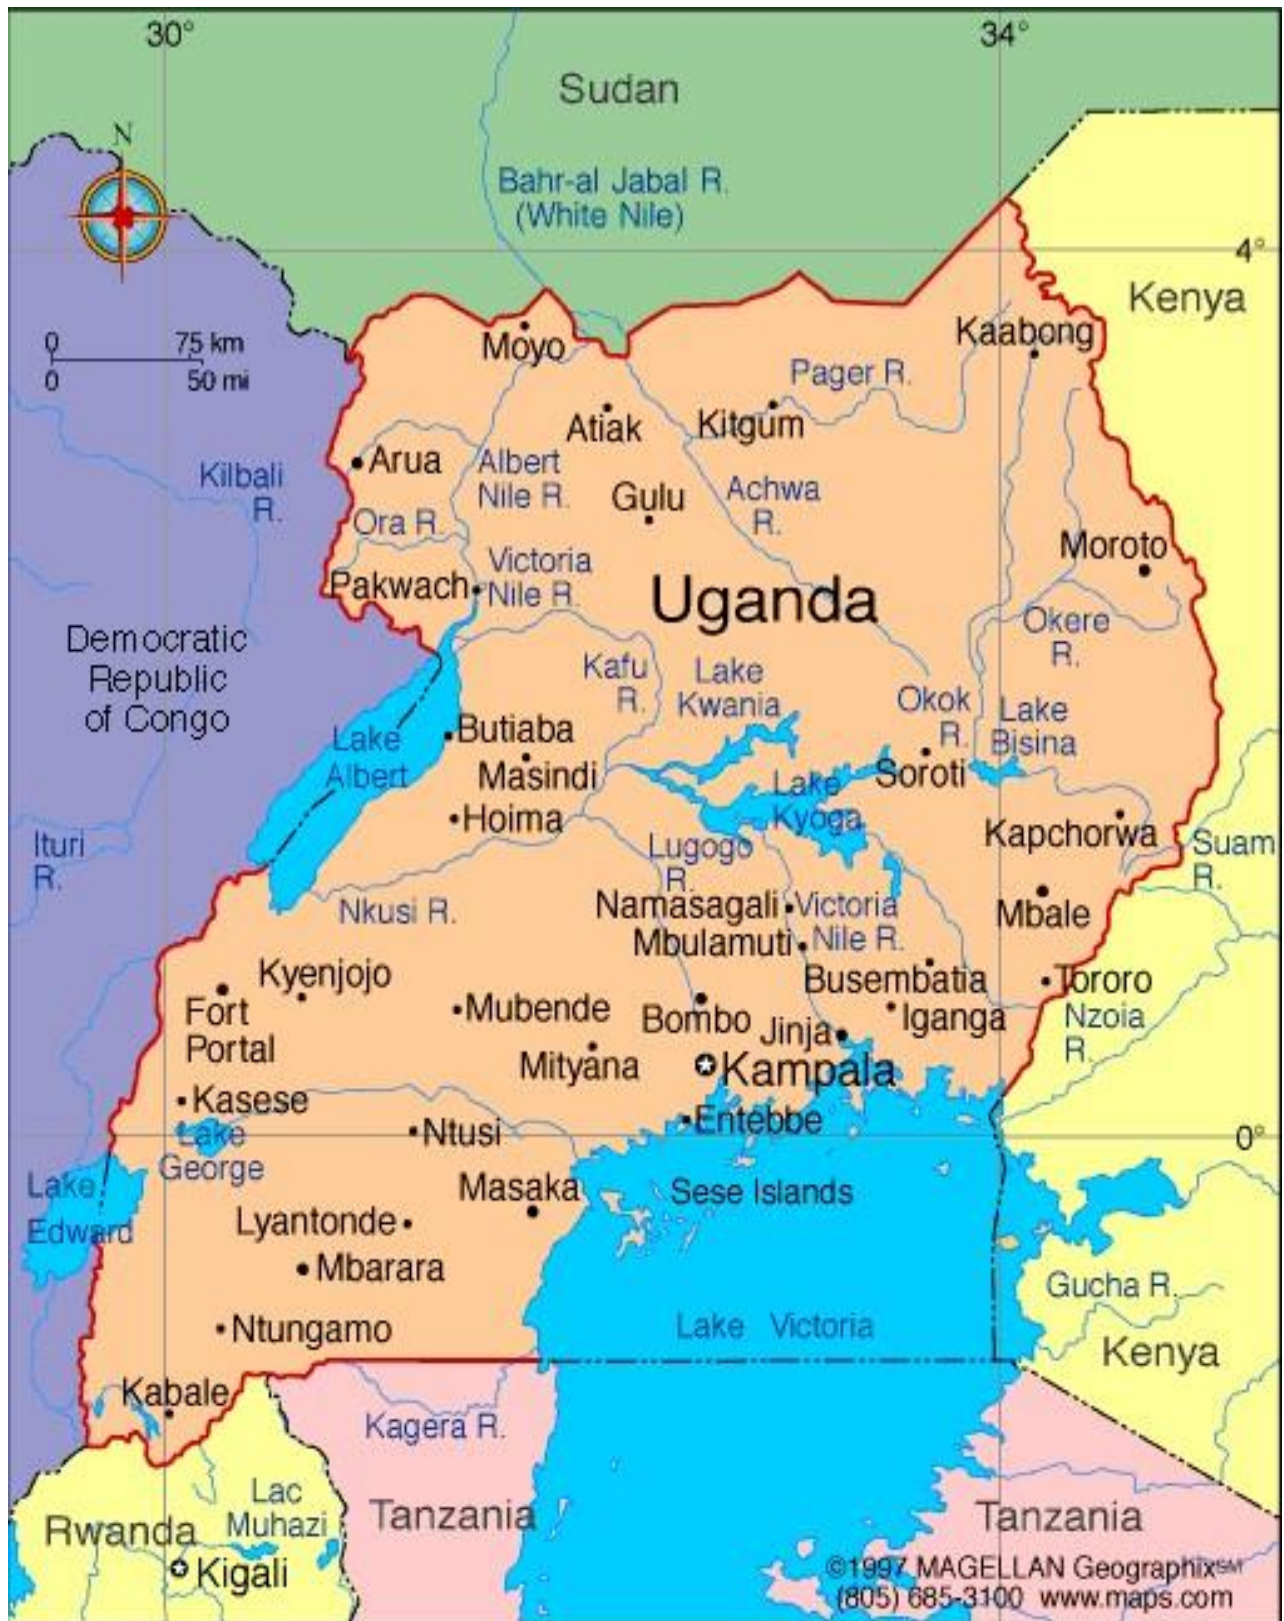 30°
34°
Sudan
N
Bahr-al Jabal R.
(White Nile)
4°
Kenya
0
75 km
0
50 mi
Moyo
Kaabong
Pager R.
Atiak
Kitgum
Arua
Albert
Nile R.
Kilbali
R.
Gulu
Achwa
R.
Ora R.
Moroto
Victoria
Nile R.
Pakwach
Uganda
Okere
R.
Democratic
Republic
of Congo
Kafu
R.
Lake
Kwania
Okok
R.
Lake
Bisina
Butiaba
Lake
Albert
Masindi
Soroti
Lake
Kyoga
Hoima
Kapchorwa
Ituri
R.
Suam
R.
Lugogo
R.
Nkusi R.
Namasagali
Victoria
Nile R.
Mbale
Mbulamuti
Kyenjojo
Busembatia
Tororo
Fort
Portal
Mubende
Bombo
Jinja
Iganga
Nzoia
R.
Mityana
Kampala
Kasese
Entebbe
Lake
George
Ntusi
0°
Lake
Edward
Masaka
Sese Islands
Lyantonde
Mbarara
Gucha R.
Ntungamo
Lake Victoria
Kenya
Kabale
Kagera R.
Lac
Muhazi
Rwanda
Tanzania
Tanzania
Kigali
©1997 MAGELLAN Geographix℠
(805) 685-3100 www.maps.com